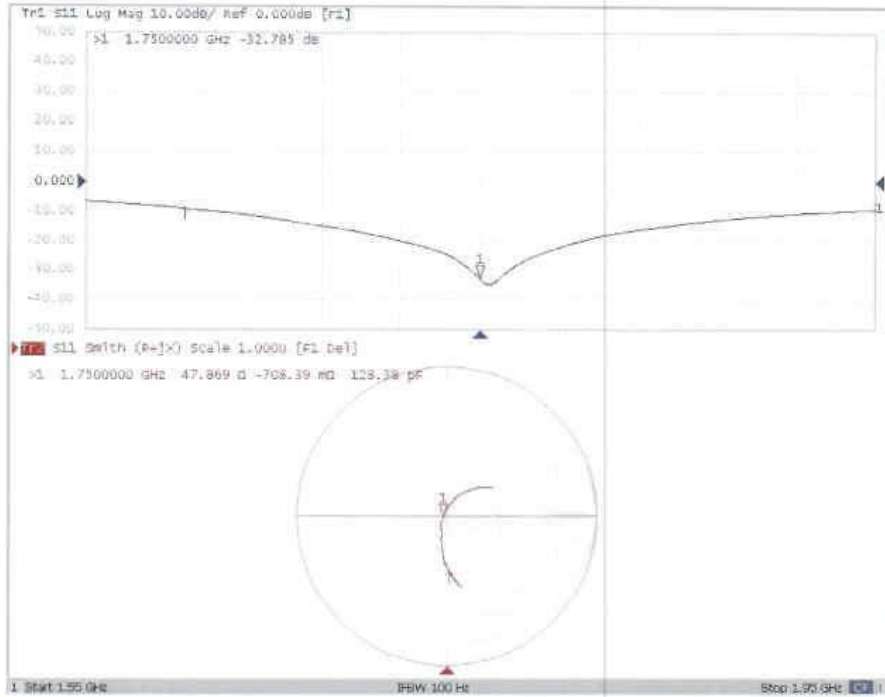 Tr1 S11 Log Mag 10.00dB/ Ref 0.000dB [F1]
50.00
>1 1.7500000 GHz -32.785 dB
40.00
30.00
20.00
10.00
0.000
-10.00
-20.00
-30.00
-40.00
-50.00
1
1
Tr2 S11 Smith (R+jX) Scale 1.0000 [F1 Del]
>1 1.7500000 GHz 47.869 Ω -708.39 mΩ 128.38 pF
1
1 Start 1.55 GHz
IFBW 100 Hz
Stop 1.95 GHz